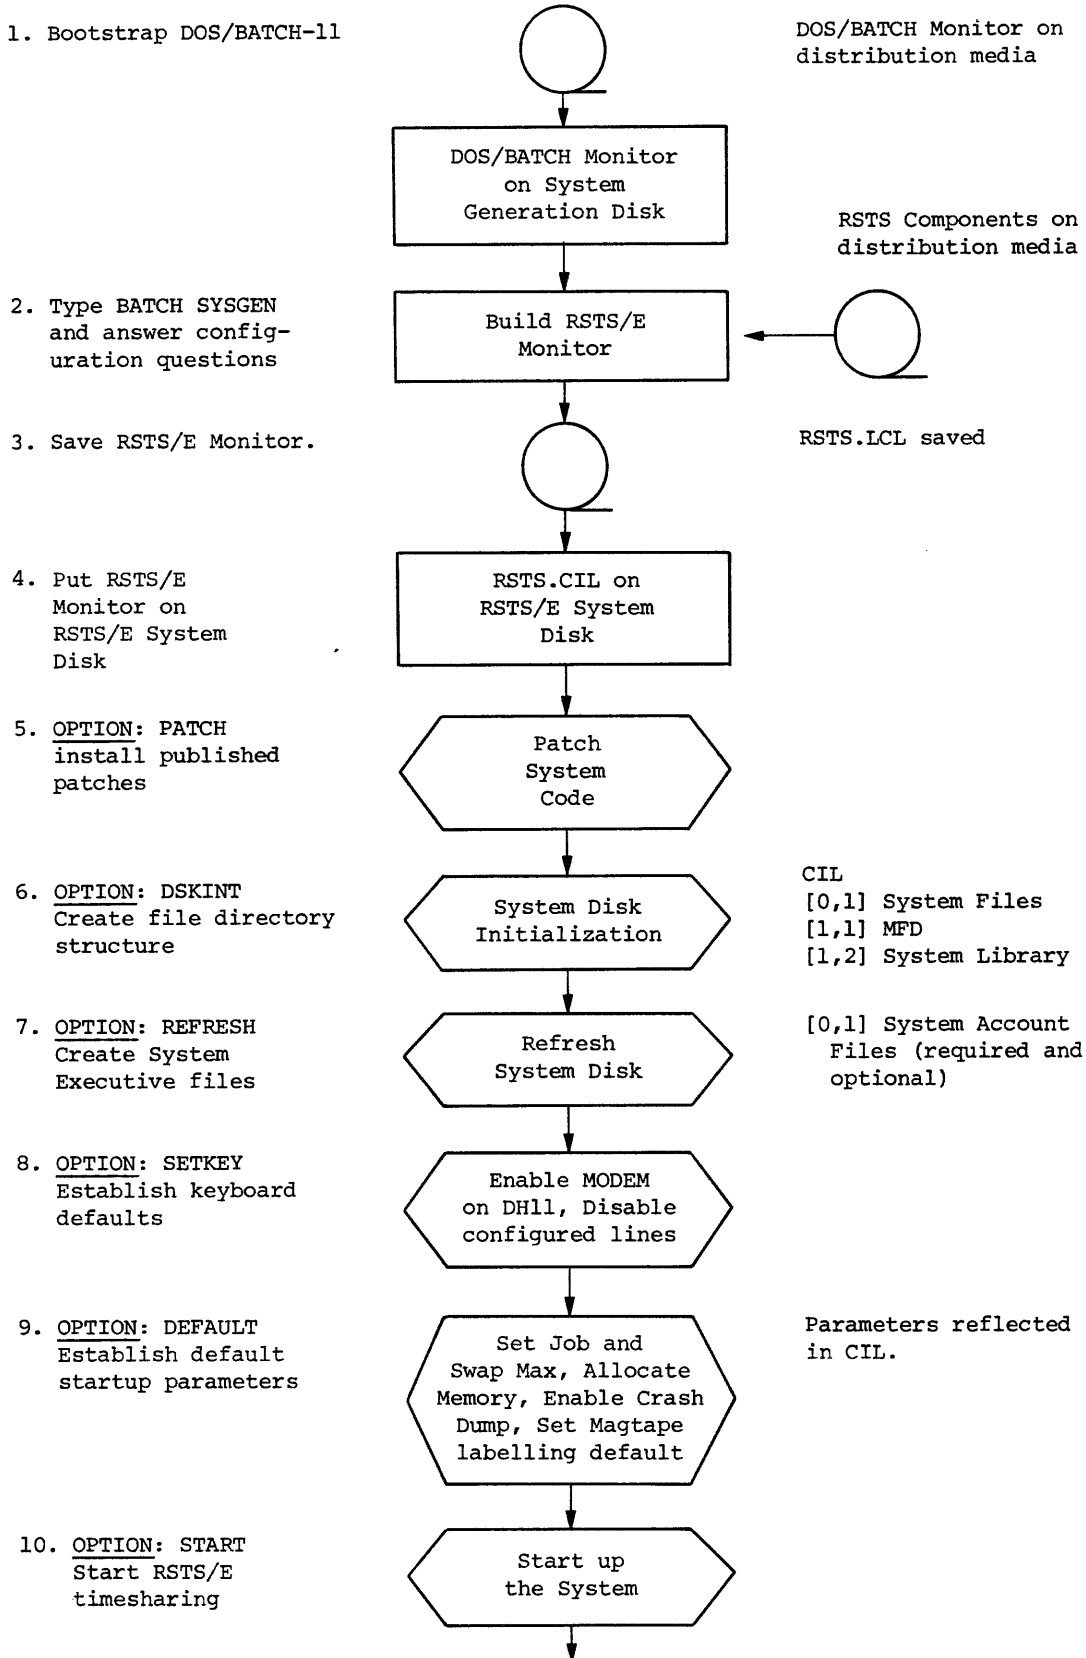 1. Bootstrap DOS/BATCH-11
DOS/BATCH Monitor on
distribution media
DOS/BATCH Monitor
on System
Generation Disk
RSTS Components on
distribution media
2. Type BATCH SYSGEN
and answer config-
uration questions
Build RSTS/E
Monitor
3. Save RSTS/E Monitor.
RSTS.LCL saved
4. Put RSTS/E
Monitor on
RSTS/E System
Disk
RSTS.CIL on
RSTS/E System
Disk
5. OPTION: PATCH
install published
patches
Patch
System
Code
6. OPTION: DSKINT
Create file directory
structure
System Disk
Initialization
CIL
[0,1] System Files
[1,1] MFD
[1,2] System Library
7. OPTION: REFRESH
Create System
Executive files
Refresh
System Disk
[0,1] System Account
Files (required and
optional)
8. OPTION: SETKEY
Establish keyboard
defaults
Enable MODEM
on DH11, Disable
configured lines
9. OPTION: DEFAULT
Establish default
startup parameters
Set Job and
Swap Max, Allocate
Memory, Enable Crash
Dump, Set Magtape
labelling default
Parameters reflected
in CIL.
10. OPTION: START
Start RSTS/E
timesharing
Start up
the System